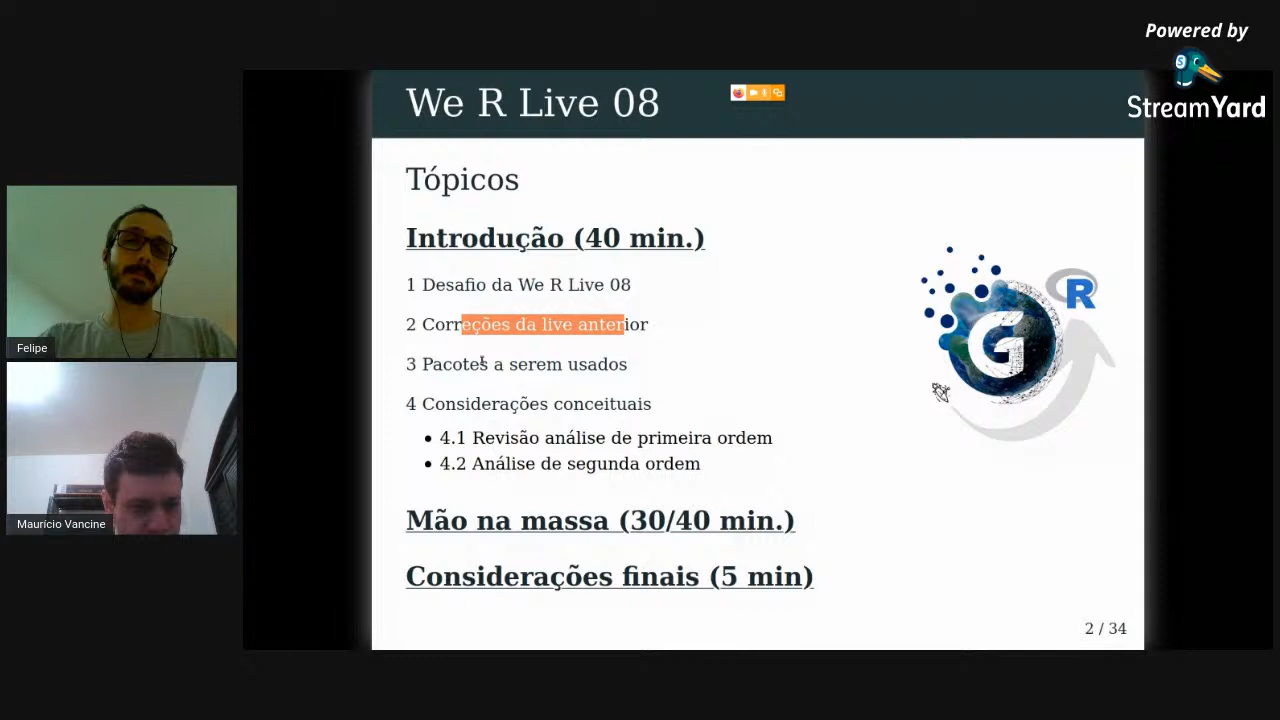 Powered by
StreamYard
We R Live 08
Tópicos
Introdução (40 min.)
1 Desafio da We R Live 08
2 Correções da live anterior
3 Pacotes a serem usados
4 Considerações conceituais
• 4.1 Revisão análise de primeira ordem
• 4.2 Análise de segunda ordem
Mão na massa (30/40 min.)
Considerações finais (5 min)
2 / 34
G
R
Felipe
Maurício Vancine